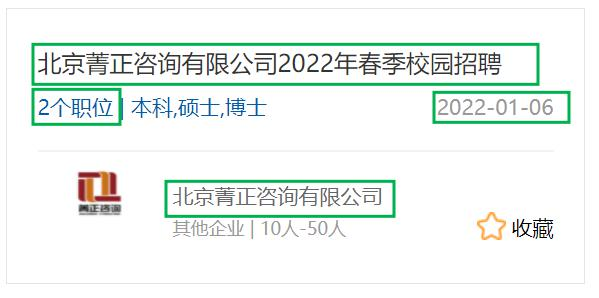 北京菁正咨询有限公司2022年春季校园招聘
2个职位 | 本科,硕士,博士 2022-01-06
菁正咨询
北京菁正咨询有限公司
其他企业 | 10人-50人
收藏